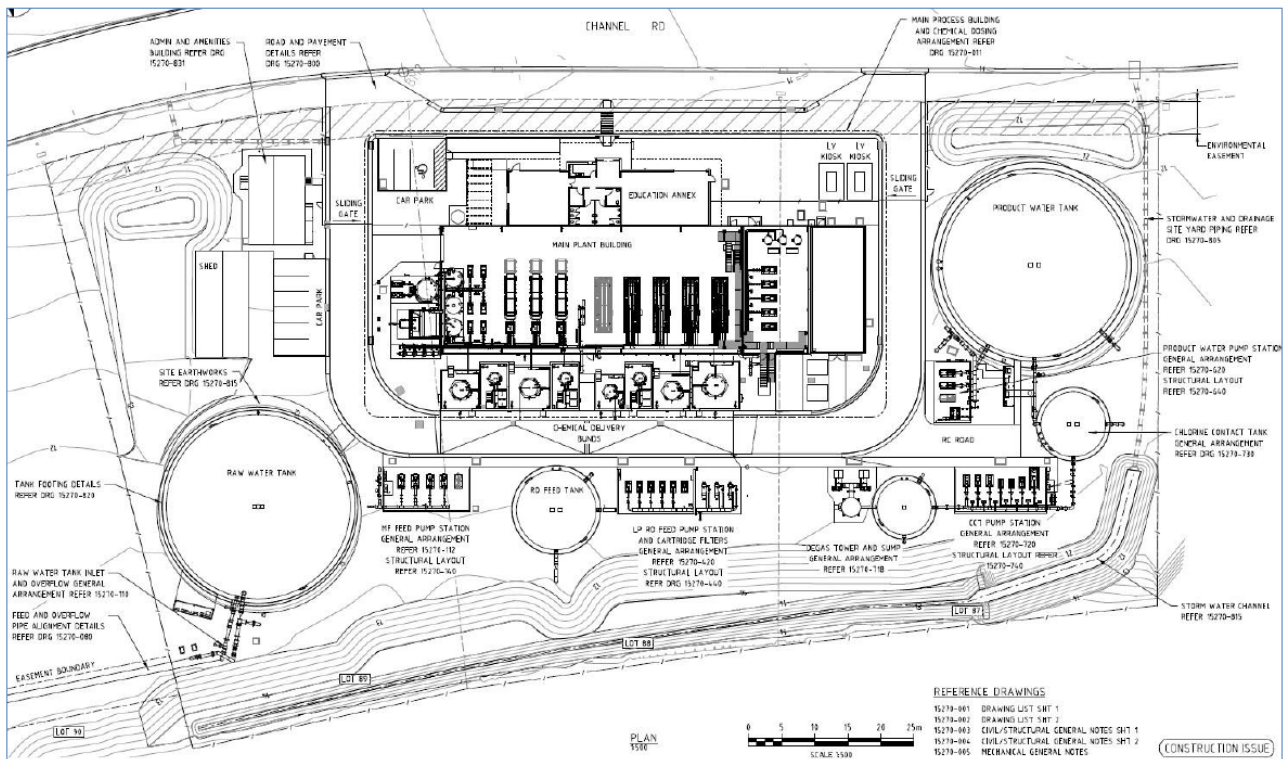 CHANNEL RD
ADMIN AND AMENITIES
BUILDING REFER DRG
15270-831
ROAD AND PAVEMENT
DETAILS REFER
DRG 15270-800
MAIN PROCESS BUILDING
AND CHEMICAL DOSING
ARRANGEMENT REFER
DRG 15270-011
ENVIRONMENTAL
EASEMENT
LV
KIOSK
LV
KIOSK
SLIDING
GATE
CAR PARK
EDUCATION ANNEX
SLIDING
GATE
PRODUCT WATER TANK
STORMWATER AND DRAINAGE
SITE YARD PIPING REFER
DRG 15270-805
MAIN PLANT BUILDING
SHED
CAR PARK
SITE EARTHWORKS
REFER DRG 15270-815
PRODUCT WATER PUMP STATION
GENERAL ARRANGEMENT
REFER 15270-620
STRUCTURAL LAYOUT
REFER 15270-640
CHEMICAL DELIVERY
BUNDS
RC ROAD
CHLORINE CONTACT TANK
GENERAL ARRANGEMENT
REFER DRG 15270-730
RAW WATER TANK
TANK FOOTING DETAILS
REFER DRG 15270-820
RO FEED TANK
MF FEED PUMP STATION
GENERAL ARRANGEMENT
REFER 15270-112
STRUCTURAL LAYOUT
REFER 15270-140
LP RO FEED PUMP STATION
AND CARTRIDGE FILTERS
GENERAL ARRANGEMENT
REFER 15270-420
STRUCTURAL LAYOUT
REFR DRG 15270-440
DEGAS TOWER AND SUMP
GENERAL ARRANGEMENT
REFER 15270-718
CCT PUMP STATION
GENERAL ARRANGEMENT
REFER 15270-720
STRUCTURAL LAYOUT REFER
15270-740
RAW WATER TANK INLET
AND OVERFLOW GENERAL
ARRANGEMENT REFER 15270-110
FEED AND OVERFLOW
PIPE ALIGNMENT DETAILS
REFER DRG 15270-080
STORM WATER CHANNEL
REFER 15270-815
EASEMENT BOUNDARY
LOT 87
LOT 88
LOT 89
LOT 90
PLAN
1:500
0 5 10 15 20 25m
SCALE 1:500
REFERENCE DRAWINGS
15270-001 DRAWING LIST SHT 1
15270-002 DRAWING LIST SHT 2
15270-003 CIVIL/STRUCTURAL GENERAL NOTES SHT 1
15270-004 CIVIL/STRUCTURAL GENERAL NOTES SHT 2
15270-005 MECHANICAL GENERAL NOTES
CONSTRUCTION ISSUE